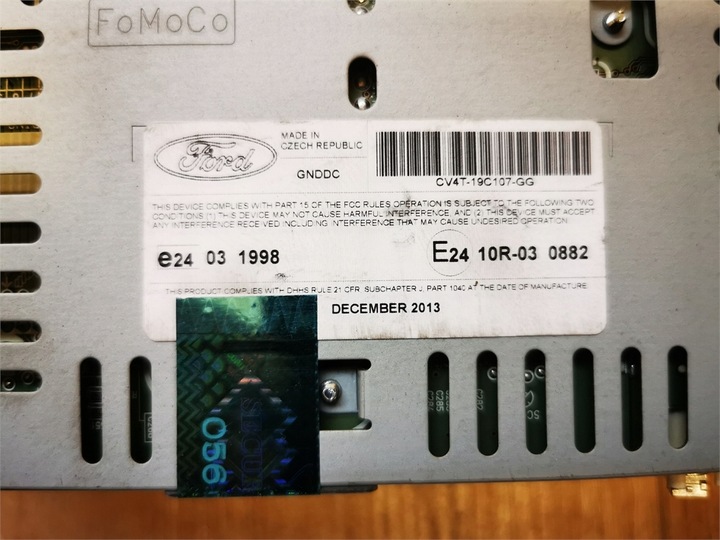 FoMoCo
Ford
MADE IN
CZECH REPUBLIC
GNDDC
CV4T-19C107-GG
THIS DEVICE COMPLIES WITH PART 15 OF THE FCC RULES OPERATION IS SUBJECT TO THE FOLLOWING TWO
CONDITIONS (1) THIS DEVICE MAY NOT CAUSE HARMFUL INTERFERENCE, AND (2) THIS DEVICE MUST ACCEPT
ANY INTERFERENCE RECEIVED INCLUDING INTERFERENCE THAT MAY CAUSE UNDESIRED OPERATION
e24 03 1998
E24 10R-03 0882
THIS PRODUCT COMPLIES WITH DHHS RULE 21 CFR SUBCHAPTER J, PART 1040 AT THE DATE OF MANUFACTURE
DECEMBER 2013
056
C284
C285
C282